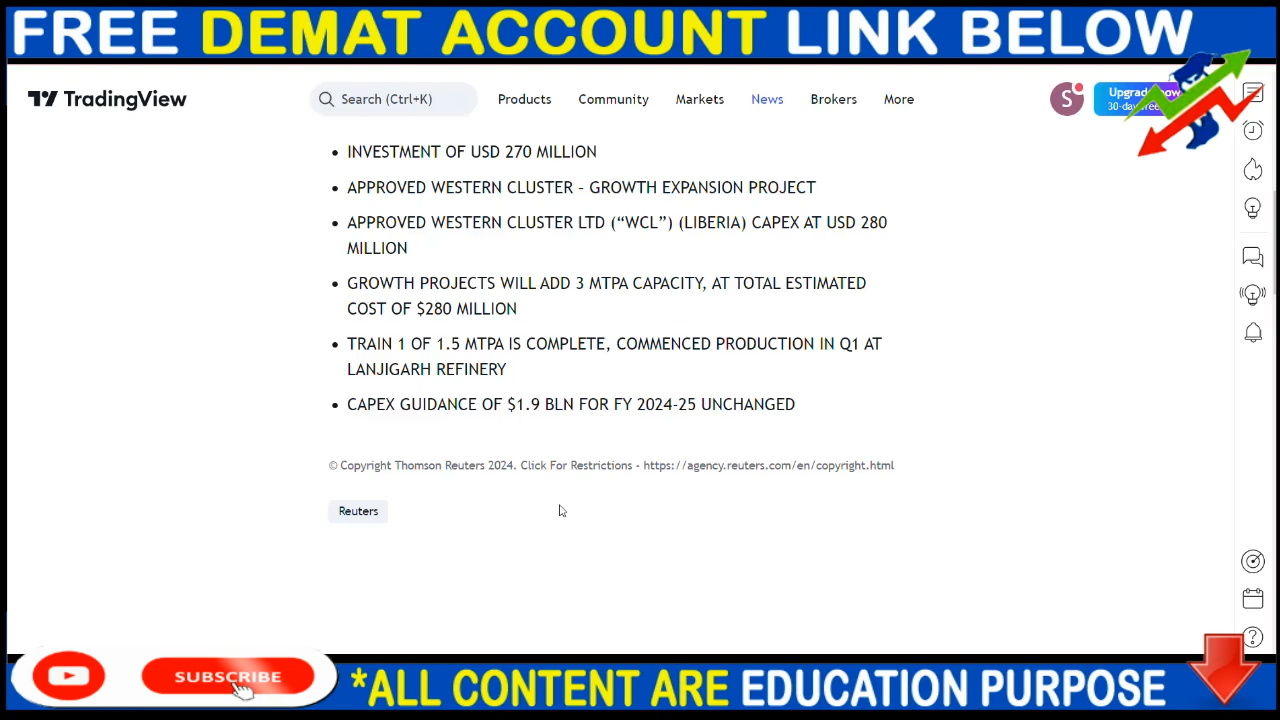 FREE DEMAT ACCOUNT LINK BELOW
TradingView
Search (Ctrl+K)
Products
Community
Markets
News
Brokers
More
S
Upgrade now
INVESTMENT OF USD 270 MILLION
APPROVED WESTERN CLUSTER – GROWTH EXPANSION PROJECT
APPROVED WESTERN CLUSTER LTD (“WCL”) (LIBERIA) CAPEX AT USD 280
MILLION
GROWTH PROJECTS WILL ADD 3 MTPA CAPACITY, AT TOTAL ESTIMATED
COST OF $280 MILLION
TRAIN 1 OF 1.5 MTPA IS COMPLETE, COMMENCED PRODUCTION IN Q1 AT
LANJIGARH REFINERY
CAPEX GUIDANCE OF $1.9 BLN FOR FY 2024-25 UNCHANGED
© Copyright Thomson Reuters 2024. Click For Restrictions - https://agency.reuters.com/en/copyright.html
Reuters
SUBSCRIBE
*ALL CONTENT ARE EDUCATION PURPOSE